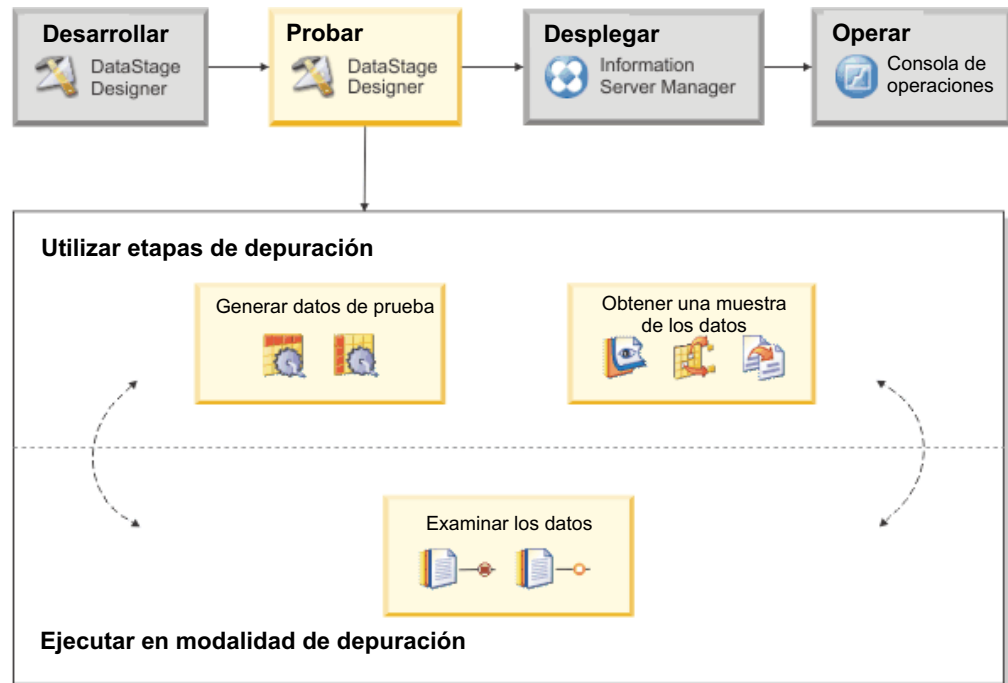 Desarrollar
DataStage
Designer
Probar
DataStage
Designer
Desplegar
Information
Server Manager
Operar
Consola de
operaciones
Utilizar etapas de depuración
Generar datos de prueba
Obtener una muestra
de los datos
Examinar los datos
Ejecutar en modalidad de depuración